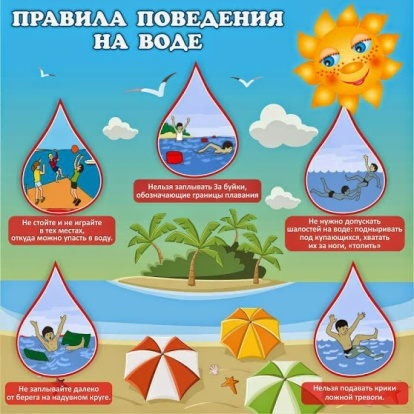 ПРАВИЛА ПОВЕДЕНИЯ
НА ВОДЕ
Нельзя заплывать За буйки,
обозначающие границы плавания
Не стойте и не играйте
в тех местах,
откуда можно упасть в воду.
Не нужно допускать
шалостей на воде: подныривать
под купающихся, хватать
их за ноги, «топить»
Не заплывайте далеко
от берега на надувном круге.
Нельзя подавать крики
ложной тревоги.